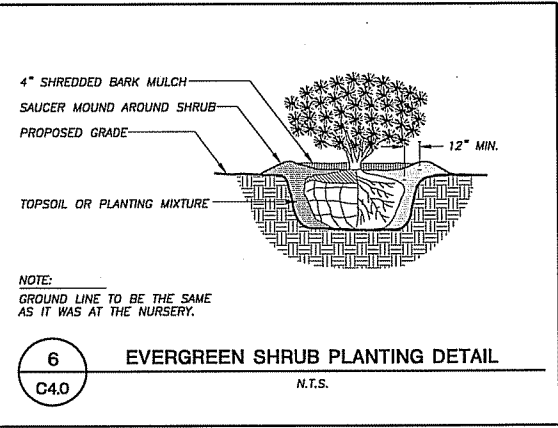 4" SHREDDED BARK MULCH
SAUCER MOUND AROUND SHRUB
PROPOSED GRADE
12" MIN.
TOPSOIL OR PLANTING MIXTURE
NOTE:
GROUND LINE TO BE THE SAME
AS IT WAS AT THE NURSERY.
6
C4.0
EVERGREEN SHRUB PLANTING DETAIL
N.T.S.